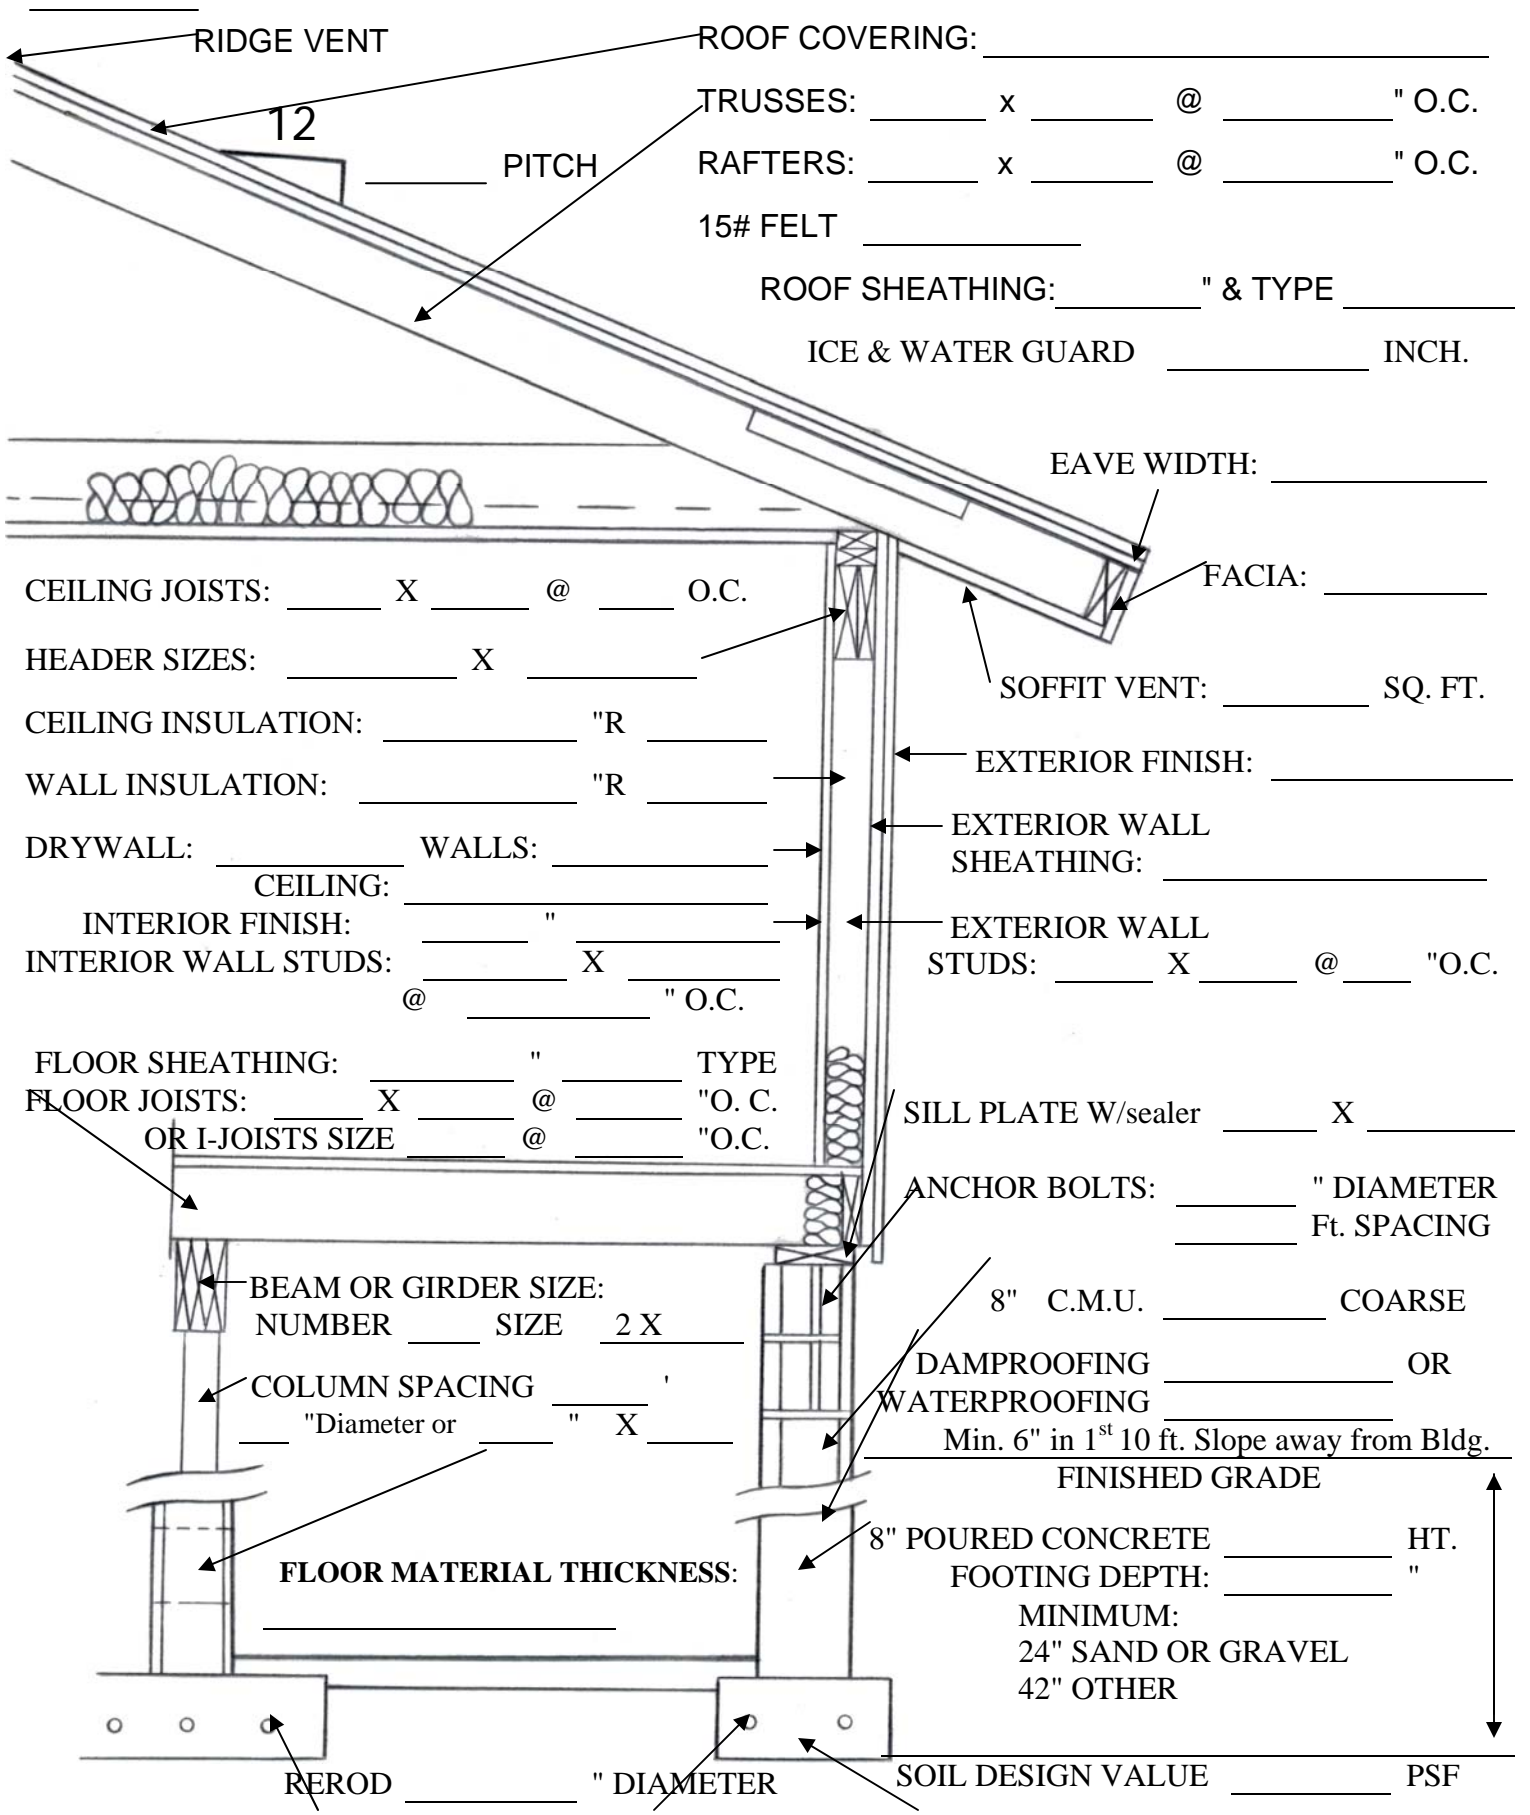 RIDGE VENT
ROOF COVERING:
12
TRUSSES: x @ " O.C.
PITCH
RAFTERS: x @ " O.C.
15# FELT
ROOF SHEATHING: " & TYPE
ICE & WATER GUARD INCH.
EAVE WIDTH:
FACIA:
CEILING JOISTS: X @ O.C.
HEADER SIZES: X
SOFFIT VENT: SQ. FT.
CEILING INSULATION: "R
EXTERIOR FINISH:
WALL INSULATION: "R
EXTERIOR WALL
SHEATHING:
DRYWALL: WALLS:
CEILING:
INTERIOR FINISH: "
EXTERIOR WALL
STUDS: X @ "O.C.
INTERIOR WALL STUDS: X
@ " O.C.
FLOOR SHEATHING: " TYPE
FLOOR JOISTS: X @ "O. C.
OR I-JOISTS SIZE @ "O.C.
SILL PLATE W/sealer X
ANCHOR BOLTS: " DIAMETER
Ft. SPACING
BEAM OR GIRDER SIZE:
NUMBER SIZE 2 X
8" C.M.U. COARSE
COLUMN SPACING '
"Diameter or " X
DAMPROOFING OR
WATERPROOFING
Min. 6" in 1st 10 ft. Slope away from Bldg.
FINISHED GRADE
8" POURED CONCRETE HT.
FOOTING DEPTH: "
FLOOR MATERIAL THICKNESS:
MINIMUM:
24" SAND OR GRAVEL
42" OTHER
REROD " DIAMETER
SOIL DESIGN VALUE PSF